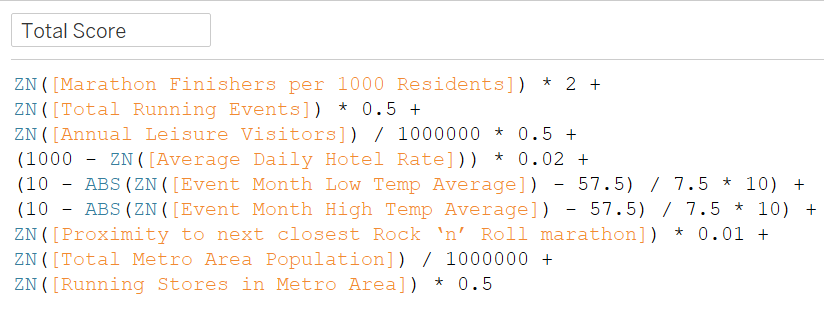 Total Score
ZN([Marathon Finishers per 1000 Residents]) * 2 +
ZN([Total Running Events]) * 0.5 +
ZN([Annual Leisure Visitors]) / 1000000 * 0.5 +
(1000 - ZN([Average Daily Hotel Rate])) * 0.02 +
(10 - ABS(ZN([Event Month Low Temp Average]) - 57.5) / 7.5 * 10) +
(10 - ABS(ZN([Event Month High Temp Average]) - 57.5) / 7.5 * 10) +
ZN([Proximity to next closest Rock ‘n’ Roll marathon]) * 0.01 +
ZN([Total Metro Area Population]) / 1000000 +
ZN([Running Stores in Metro Area]) * 0.5